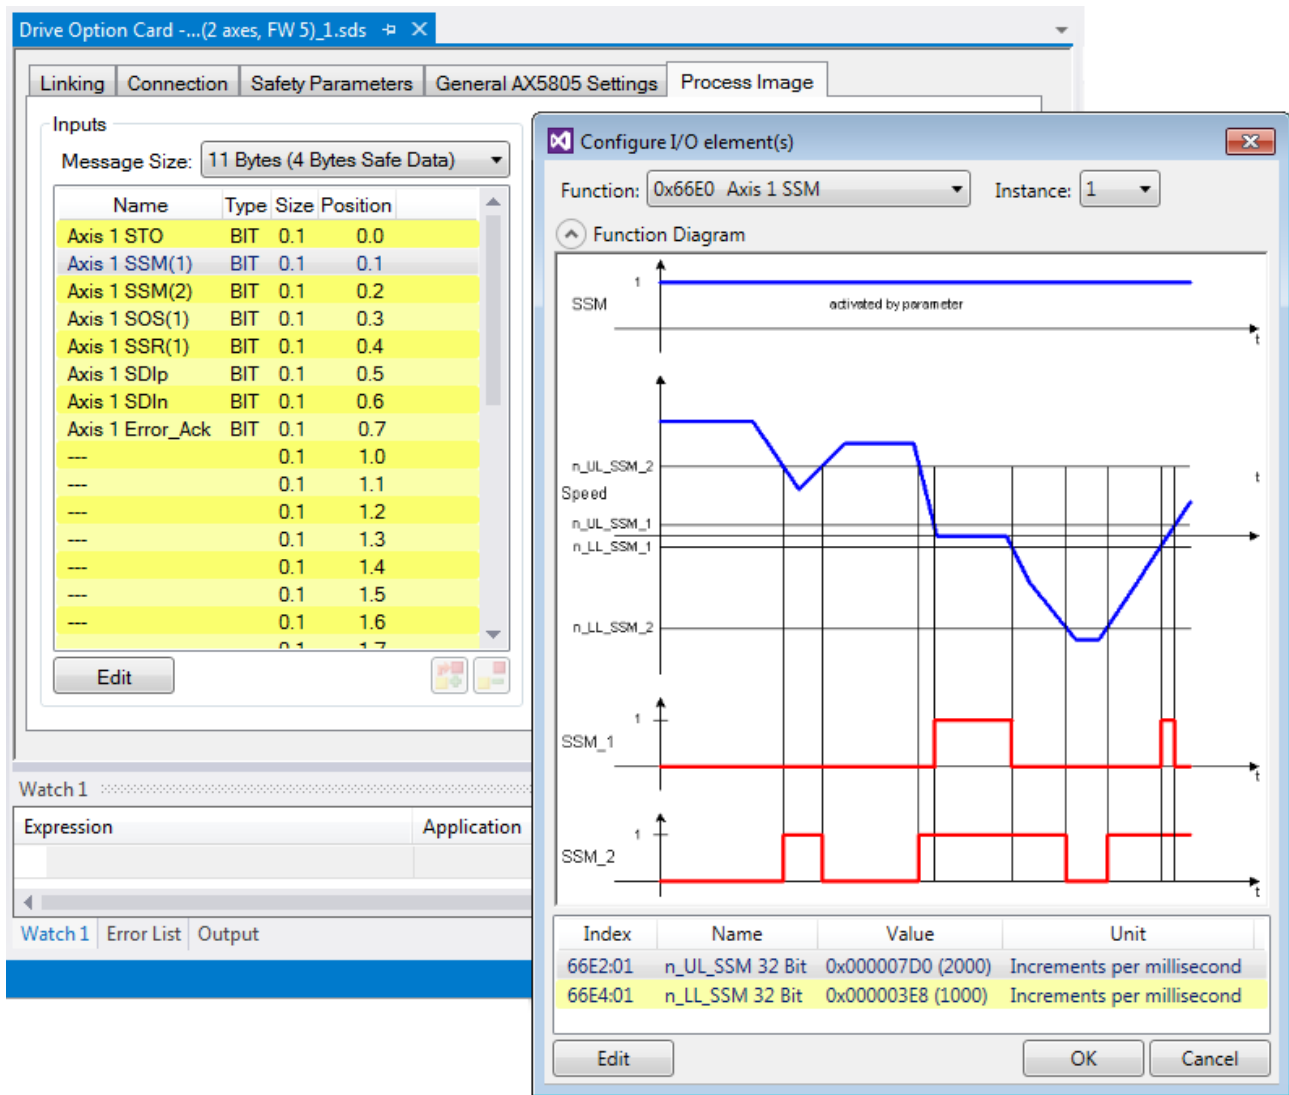 Drive Option Card -...(2 axes, FW 5)_1.sds
Linking Connection Safety Parameters General AX5805 Settings Process Image
Inputs
Message Size: 11 Bytes (4 Bytes Safe Data)
Name Type Size Position
Axis 1 STO BIT 0.1 0.0
Axis 1 SSM(1) BIT 0.1 0.1
Axis 1 SSM(2) BIT 0.1 0.2
Axis 1 SOS(1) BIT 0.1 0.3
Axis 1 SSR(1) BIT 0.1 0.4
Axis 1 SDIp BIT 0.1 0.5
Axis 1 SDIn BIT 0.1 0.6
Axis 1 Error_Ack BIT 0.1 0.7
--- 0.1 1.0
--- 0.1 1.1
--- 0.1 1.2
--- 0.1 1.3
--- 0.1 1.4
--- 0.1 1.5
--- 0.1 1.6
0.1 1.7
Edit
Watch 1
Expression Application
Watch 1 Error List Output
Configure I/O element(s)
Function: 0x66E0 Axis 1 SSM Instance: 1
Function Diagram
1
SSM
activated by parameter
t
n_UL_SSM_2
t
Speed
n_UL_SSM_1
n_LL_SSM_1
n_LL_SSM_2
1
SSM_1
t
1
SSM_2
t
Index Name Value Unit
66E2:01 n_UL_SSM 32 Bit 0x000007D0 (2000) Increments per millisecond
66E4:01 n_LL_SSM 32 Bit 0x000003E8 (1000) Increments per millisecond
Edit OK Cancel